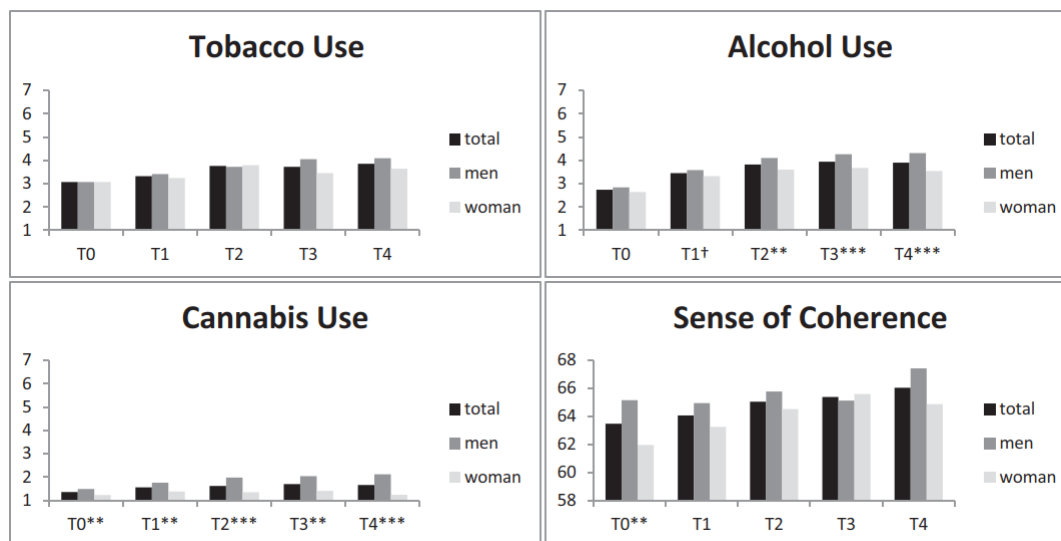 Tobacco Use
7
6
5
4
3
2
1
T0 T1 T2 T3 T4
total
men
woman
Alcohol Use
7
6
5
4
3
2
1
T0 T1† T2** T3*** T4***
total
men
woman
Cannabis Use
7
6
5
4
3
2
1
T0** T1** T2*** T3** T4***
total
men
woman
Sense of Coherence
68
66
64
62
60
58
T0** T1 T2 T3 T4
total
men
woman